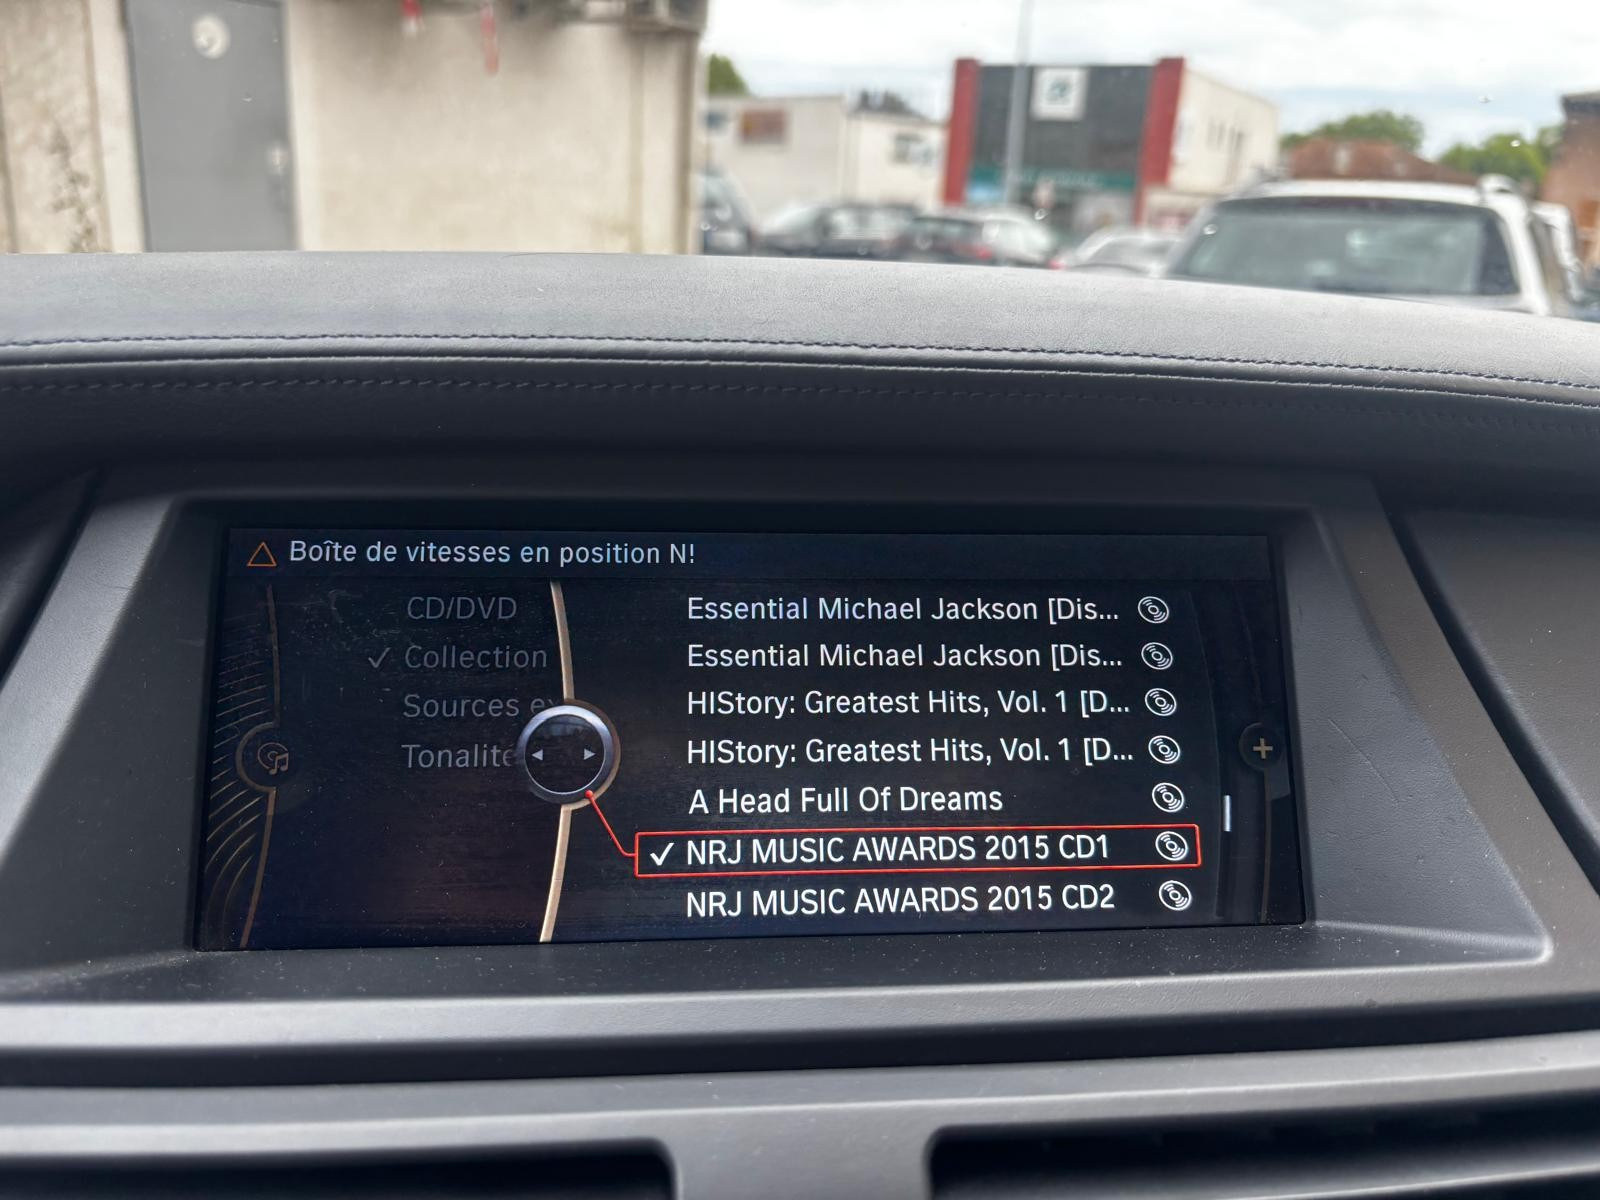 Boîte de vitesses en position N!
CD/DVD
Collection
Sources
Tonalité
Essential Michael Jackson [Dis...
Essential Michael Jackson [Dis...
HIStory: Greatest Hits, Vol. 1 [D...
HIStory: Greatest Hits, Vol. 1 [D...
A Head Full Of Dreams
NRJ MUSIC AWARDS 2015 CD1
NRJ MUSIC AWARDS 2015 CD2